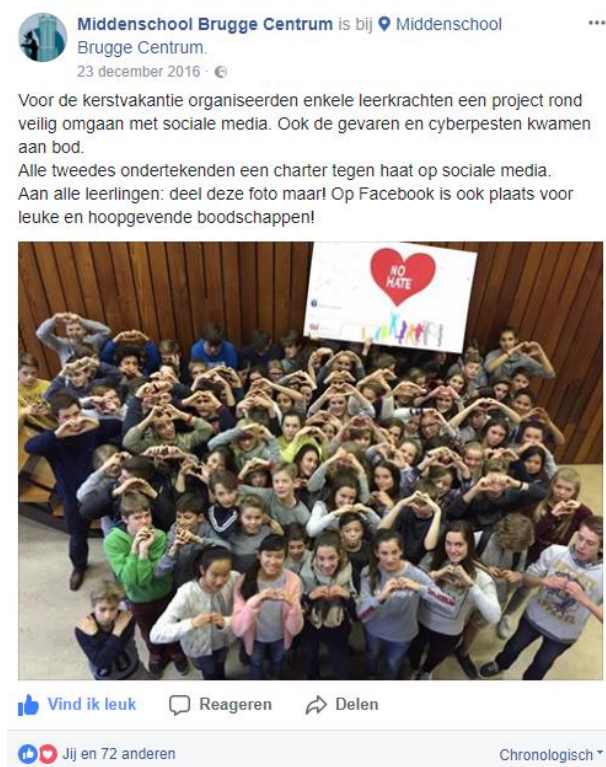 Middenschool Brugge Centrum is bij Middenschool
Brugge Centrum.
23 december 2016 ·
Voor de kerstvakantie organiseerden enkele leerkrachten een project rond
veilig omgaan met sociale media. Ook de gevaren en cyberpesten kwamen
aan bod.
Alle tweedes ondertekenden een charter tegen haat op sociale media.
Aan alle leerlingen: deel deze foto maar! Op Facebook is ook plaats voor
leuke en hoopgevende boodschappen!
NO
HATE
Vind ik leuk Reageren Delen
Jij en 72 anderen Chronologisch